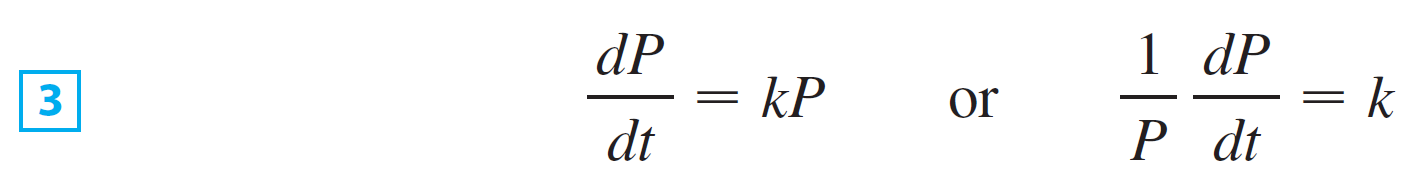 3 dP/dt = kP or 1/P dP/dt = k